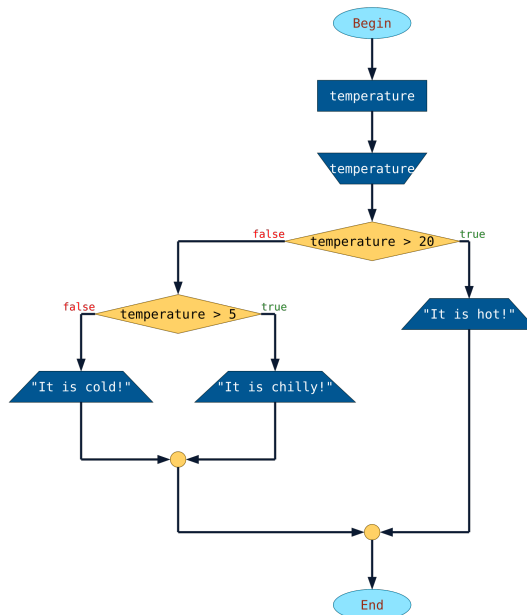 Begin
temperature
temperature
false
temperature > 20
true
false
temperature > 5
true
"It is hot!"
"It is cold!"
"It is chilly!"
End